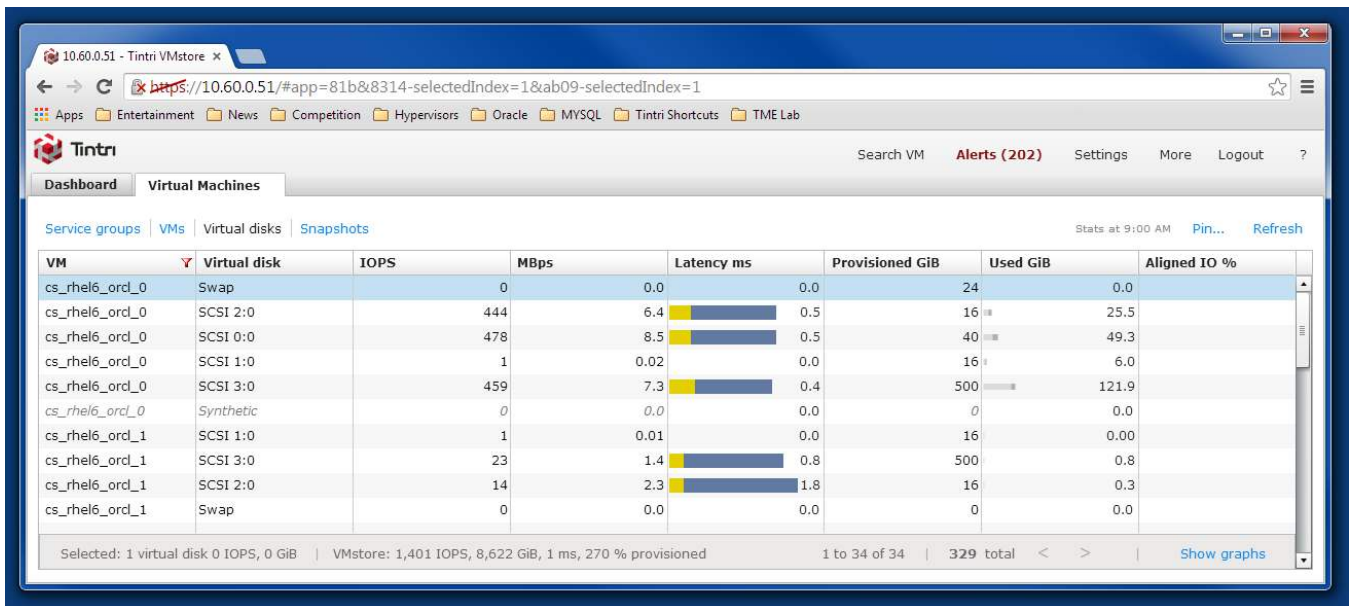 10.60.0.51 - Tintri VMstore ×
https://10.60.0.51/#app=81b&8314-selectedIndex=1&ab09-selectedIndex=1
Apps Entertainment News Competition Hypervisors Oracle MYSQL Tintri Shortcuts TME Lab
Tintri Search VM Alerts (202) Settings More Logout ?
Dashboard Virtual Machines
Service groups | VMs | Virtual disks | Snapshots Stats at 9:00 AM Pin... Refresh
VM Virtual disk IOPS MBps Latency ms Provisioned GiB Used GiB Aligned IO %
cs_rhel6_orcl_0 Swap 0 0.0 0.0 24 0.0
cs_rhel6_orcl_0 SCSI 2:0 444 6.4 0.5 16 25.5
cs_rhel6_orcl_0 SCSI 0:0 478 8.5 0.5 40 49.3
cs_rhel6_orcl_0 SCSI 1:0 1 0.02 0.0 16 6.0
cs_rhel6_orcl_0 SCSI 3:0 459 7.3 0.4 500 121.9
cs_rhel6_orcl_0 Synthetic 0 0.0 0.0 0 0.0
cs_rhel6_orcl_1 SCSI 1:0 1 0.01 0.0 16 0.00
cs_rhel6_orcl_1 SCSI 3:0 23 1.4 0.8 500 0.8
cs_rhel6_orcl_1 SCSI 2:0 14 2.3 1.8 16 0.3
cs_rhel6_orcl_1 Swap 0 0.0 0.0 0 0.0
Selected: 1 virtual disk 0 IOPS, 0 GiB | VMstore: 1,401 IOPS, 8,622 GiB, 1 ms, 270 % provisioned 1 to 34 of 34 | 329 total < > | Show graphs